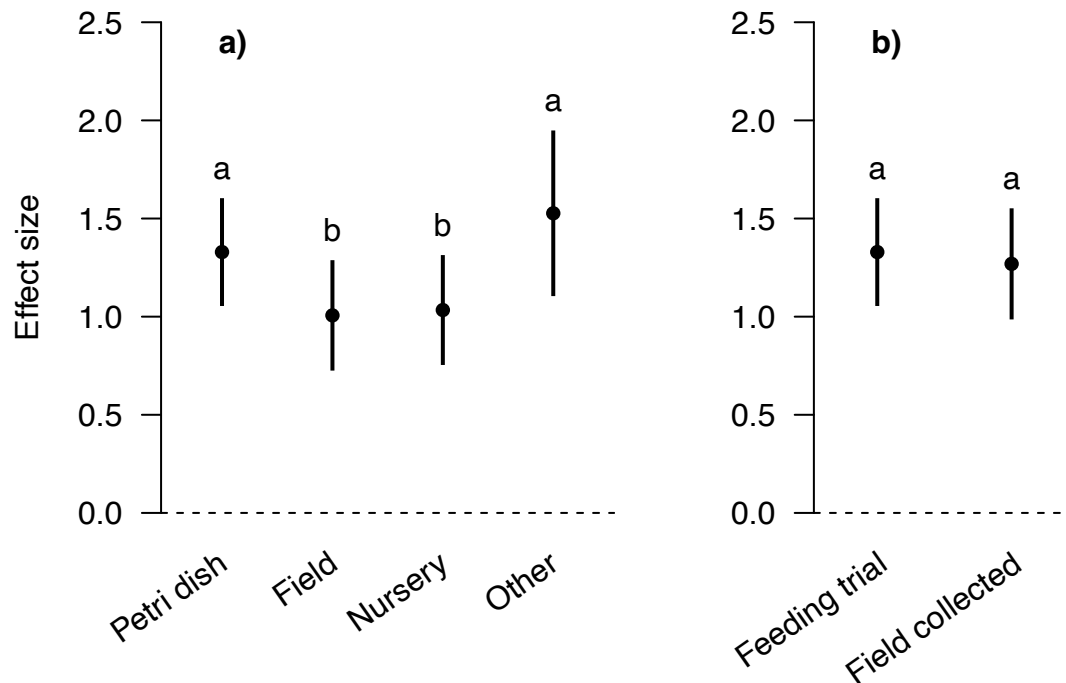 a)
Effect size
2.5
2.0
1.5
1.0
0.5
0.0
a
b
b
a
Petri dish
Field
Nursery
Other
b)
2.5
2.0
1.5
1.0
0.5
0.0
a
a
Feeding trial
Field collected